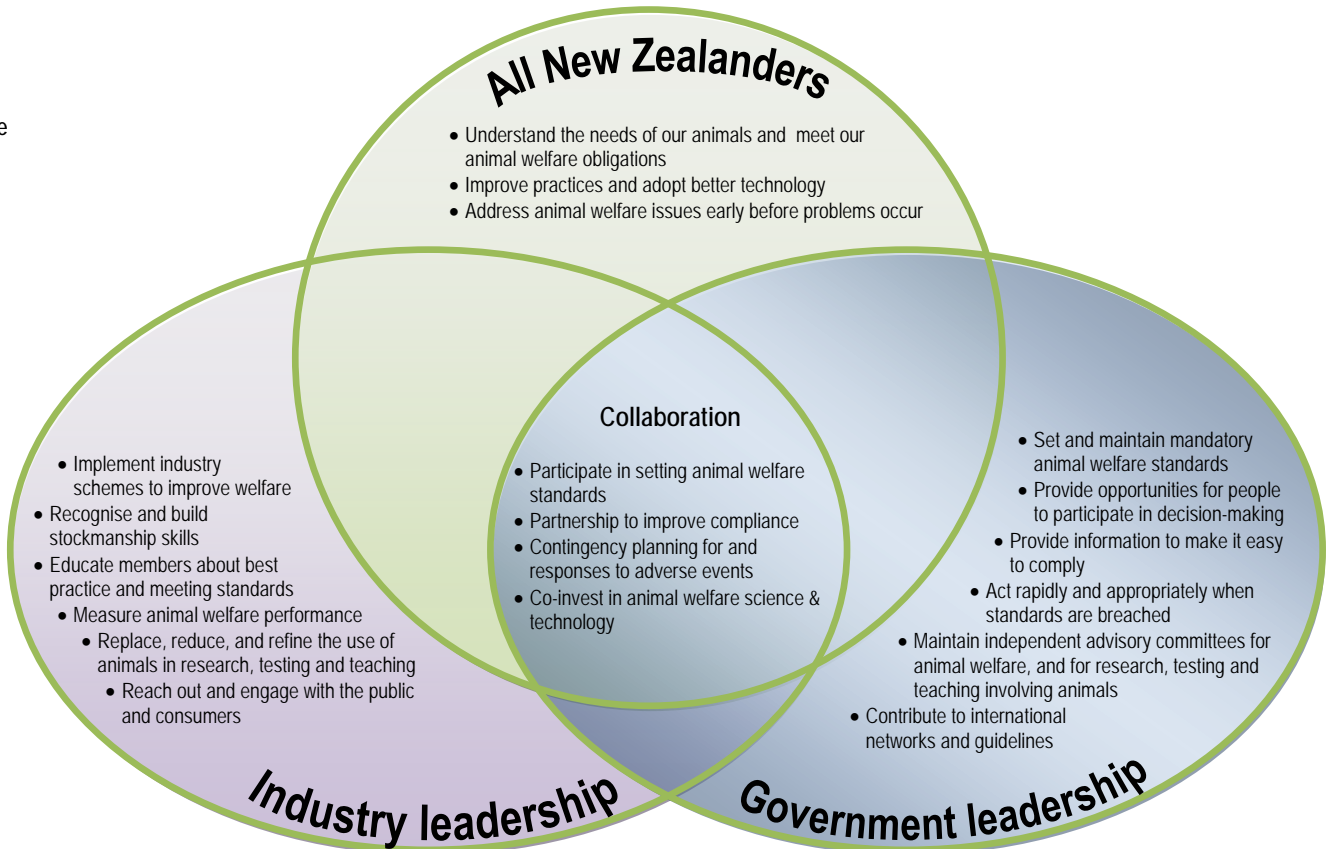 All New Zealanders
e
• Understand the needs of our animals and meet our
animal welfare obligations
• Improve practices and adopt better technology
• Address animal welfare issues early before problems occur
Collaboration
• Participate in setting animal welfare
standards
• Partnership to improve compliance
• Contingency planning for and
responses to adverse events
• Co-invest in animal welfare science &
technology
• Implement industry
schemes to improve welfare
• Recognise and build
stockmanship skills
• Educate members about best
practice and meeting standards
• Measure animal welfare performance
• Replace, reduce, and refine the use of
animals in research, testing and teaching
• Reach out and engage with the public
and consumers
• Set and maintain mandatory
animal welfare standards
• Provide opportunities for people
to participate in decision-making
• Provide information to make it easy
to comply
• Act rapidly and appropriately when
standards are breached
• Maintain independent advisory committees for
animal welfare, and for research, testing and
teaching involving animals
• Contribute to international
networks and guidelines
Industry leadership
Government leadership